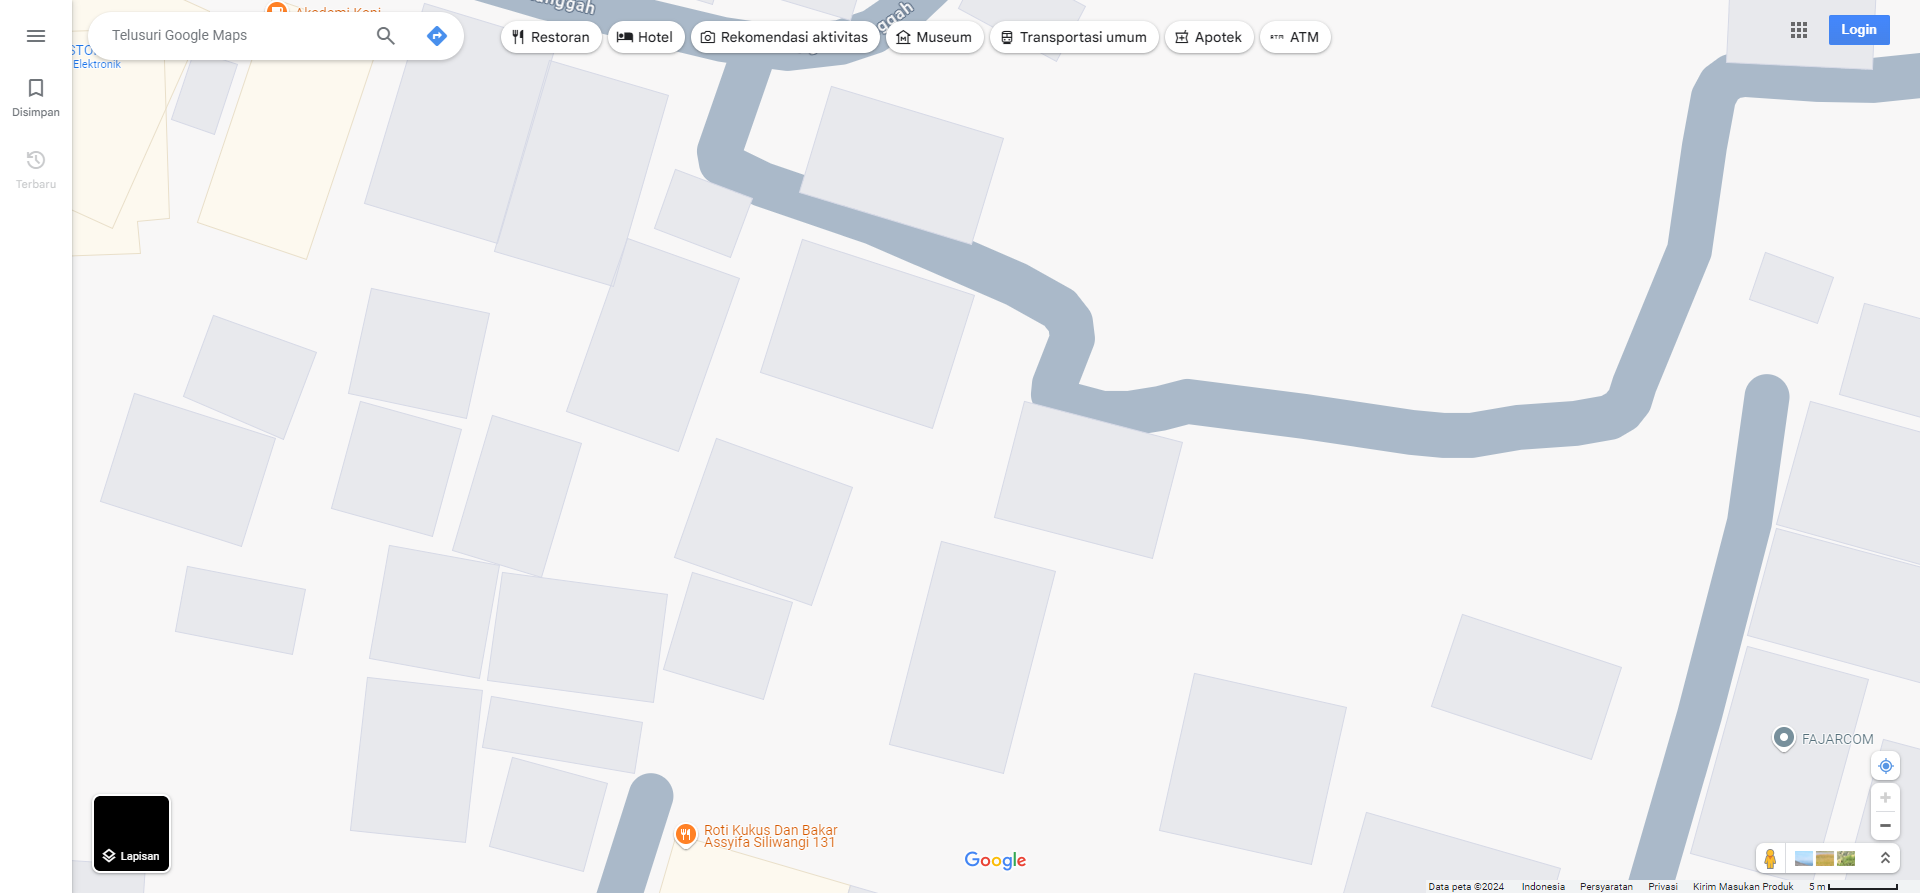 Telusuri Google Maps
Restoran
Hotel
Rekomendasi aktivitas
Museum
Transportasi umum
Apotek
ATM
Login
Elektronik
Disimpan
Terbaru
FAJARCOM
Roti Kukus Dan Bakar
Assyifa Siliwangi 131
Lapisan
Google
Data peta ©2024 Indonesia Persyaratan Privasi Kirim Masukan Produk 5 m